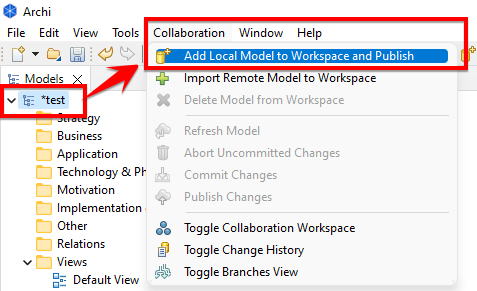 Archi
File Edit View Tools Collaboration Window Help
Models
*test
Strategy
Business
Application
Technology & Ph
Motivation
Implementation
Other
Relations
Views
Default View
Add Local Model to Workspace and Publish
Import Remote Model to Workspace
Delete Model from Workspace
Refresh Model
Abort Uncommitted Changes
Commit Changes
Publish Changes
Toggle Collaboration Workspace
Toggle Change History
Toggle Branches View